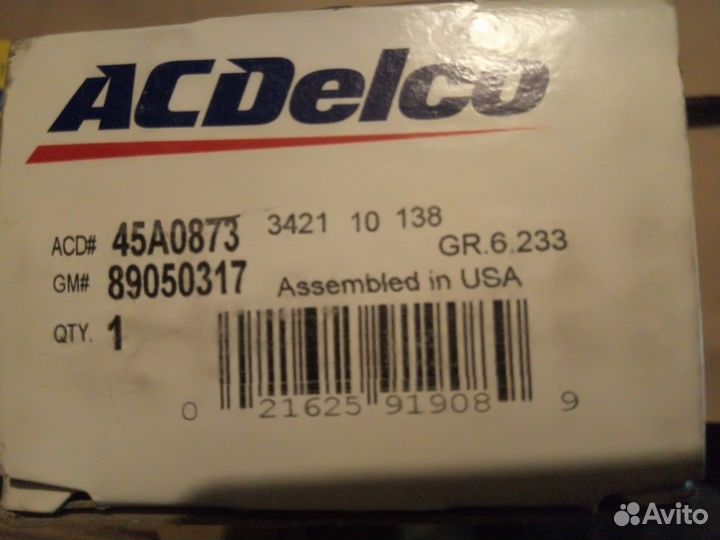 ACDelco
ACD# 45A0873 3421 10 138
GR.6.233
GM# 89050317 Assembled in USA
QTY. 1
0 21625 91908 9
Avito